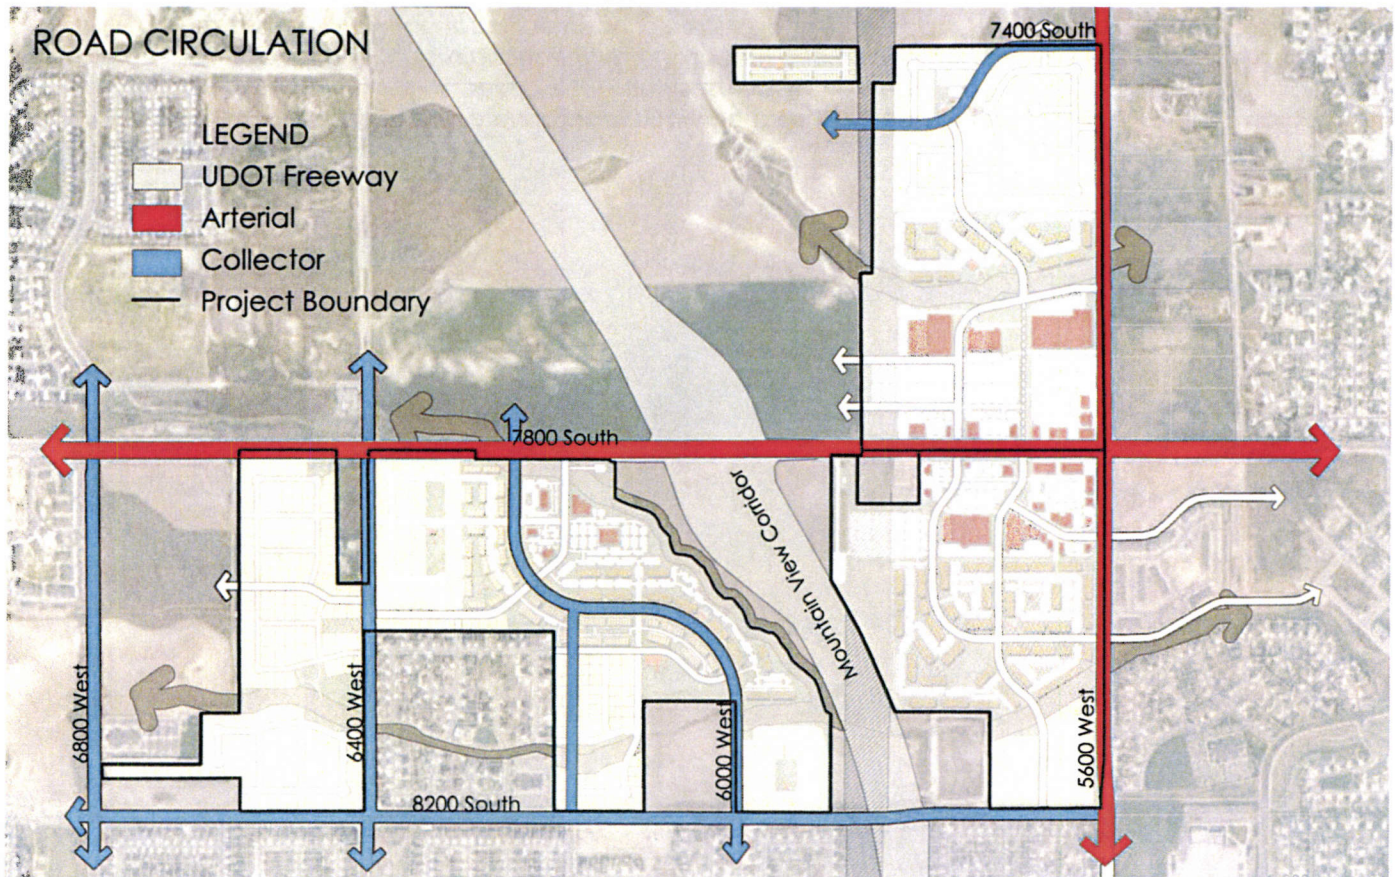 ROAD CIRCULATION
7400 South
LEGEND
UDOT Freeway
Arterial
Collector
Project Boundary
7800 South
Mountain View Corridor
6800 West
6400 West
6000 West
5600 West
8200 South